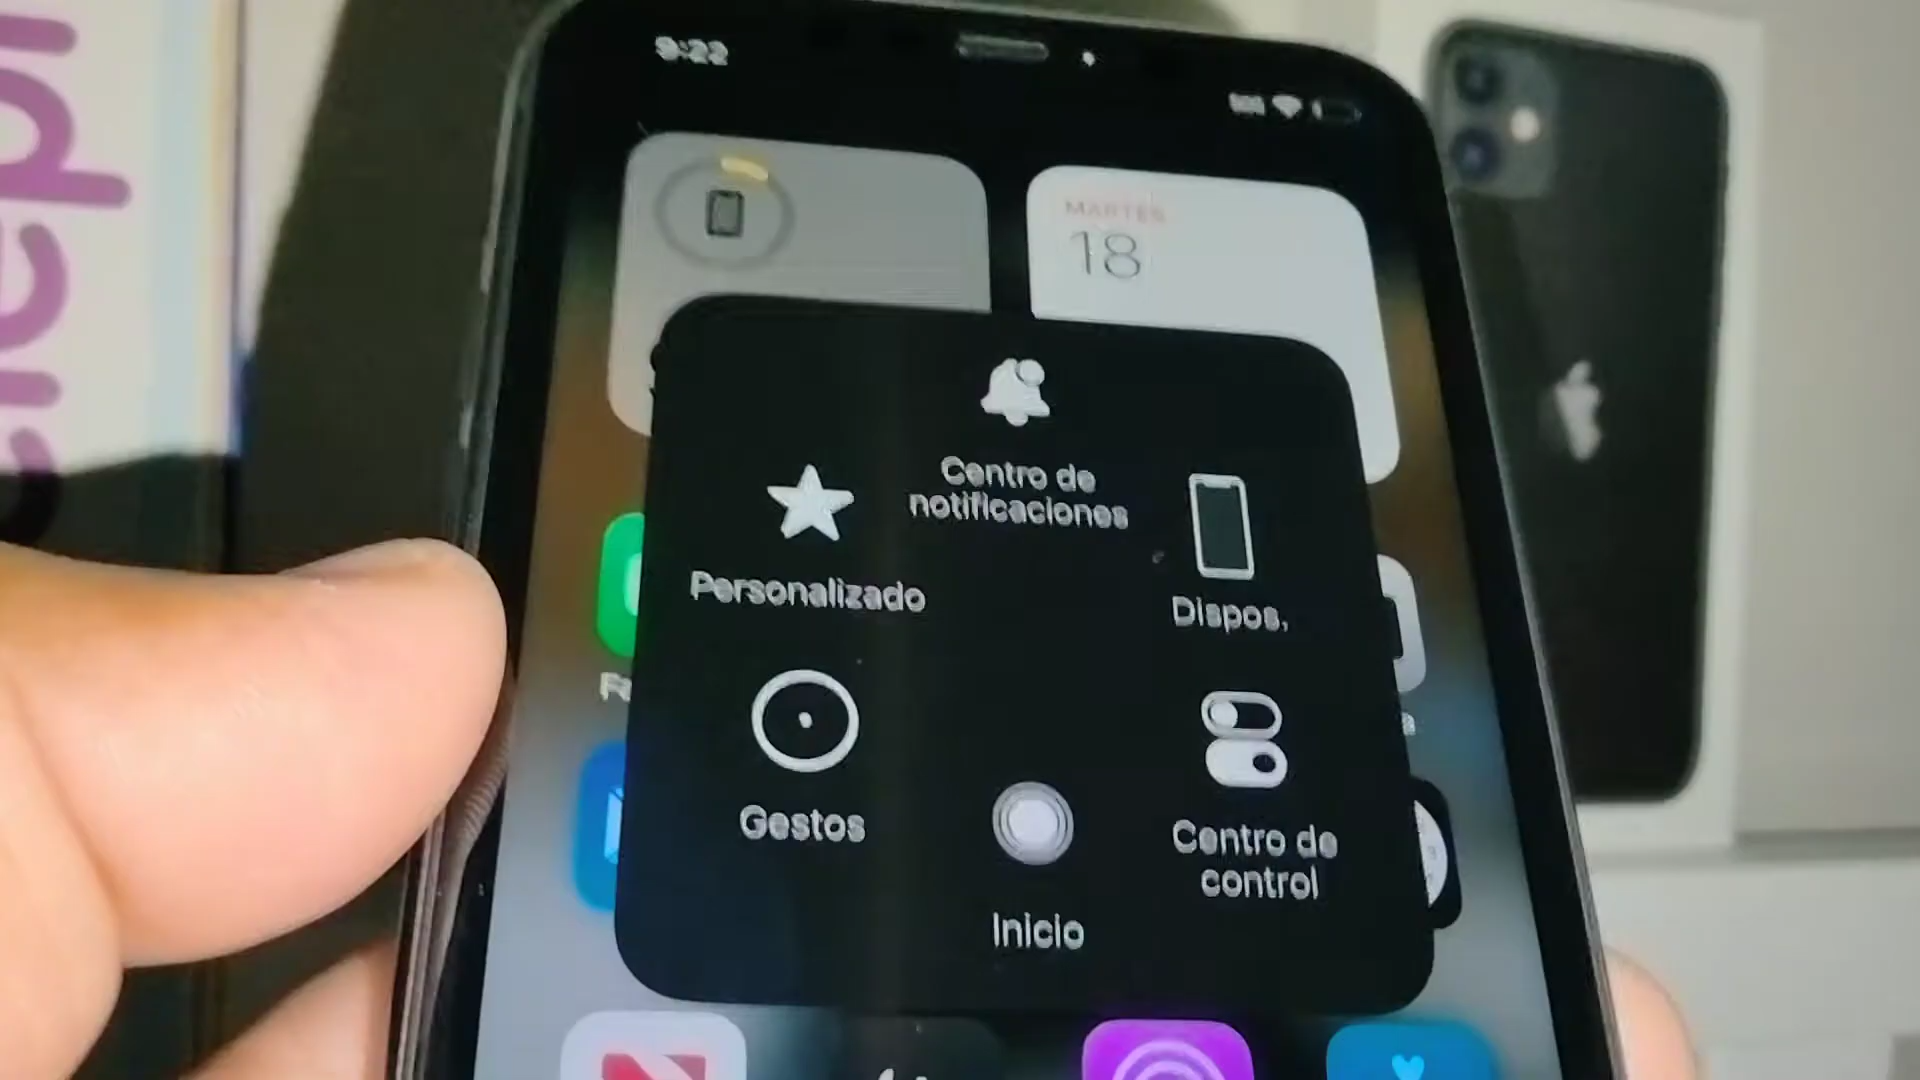 9:22
MARTES
18
Centro de
notificaciones
Personalizado
Dispos.
Gestos
Centro de
control
Inicio